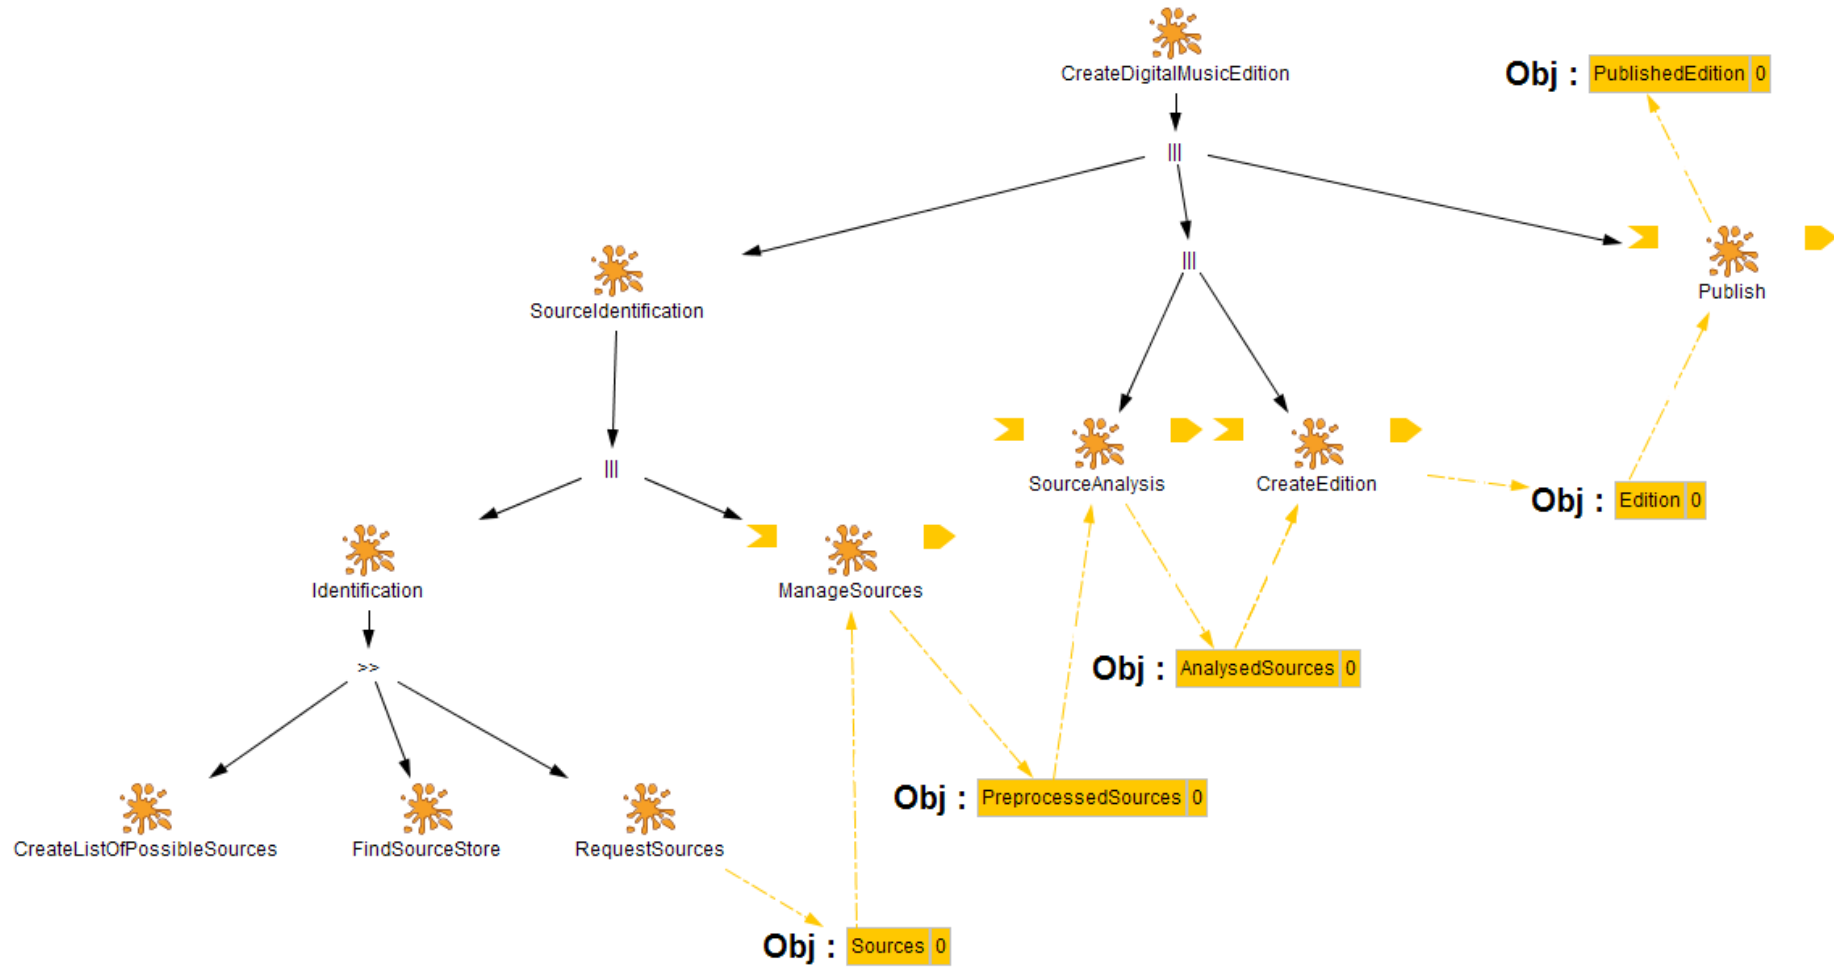 CreateDigitalMusicEdition
Obj : PublishedEdition 0
|||
|||
Publish
SourceIdentification
|||
SourceAnalysis
CreateEdition
Obj : Edition 0
Identification
ManageSources
>>
Obj : AnalysedSources 0
Obj : PreprocessedSources 0
CreateListOfPossibleSources
FindSourceStore
RequestSources
Obj : Sources 0